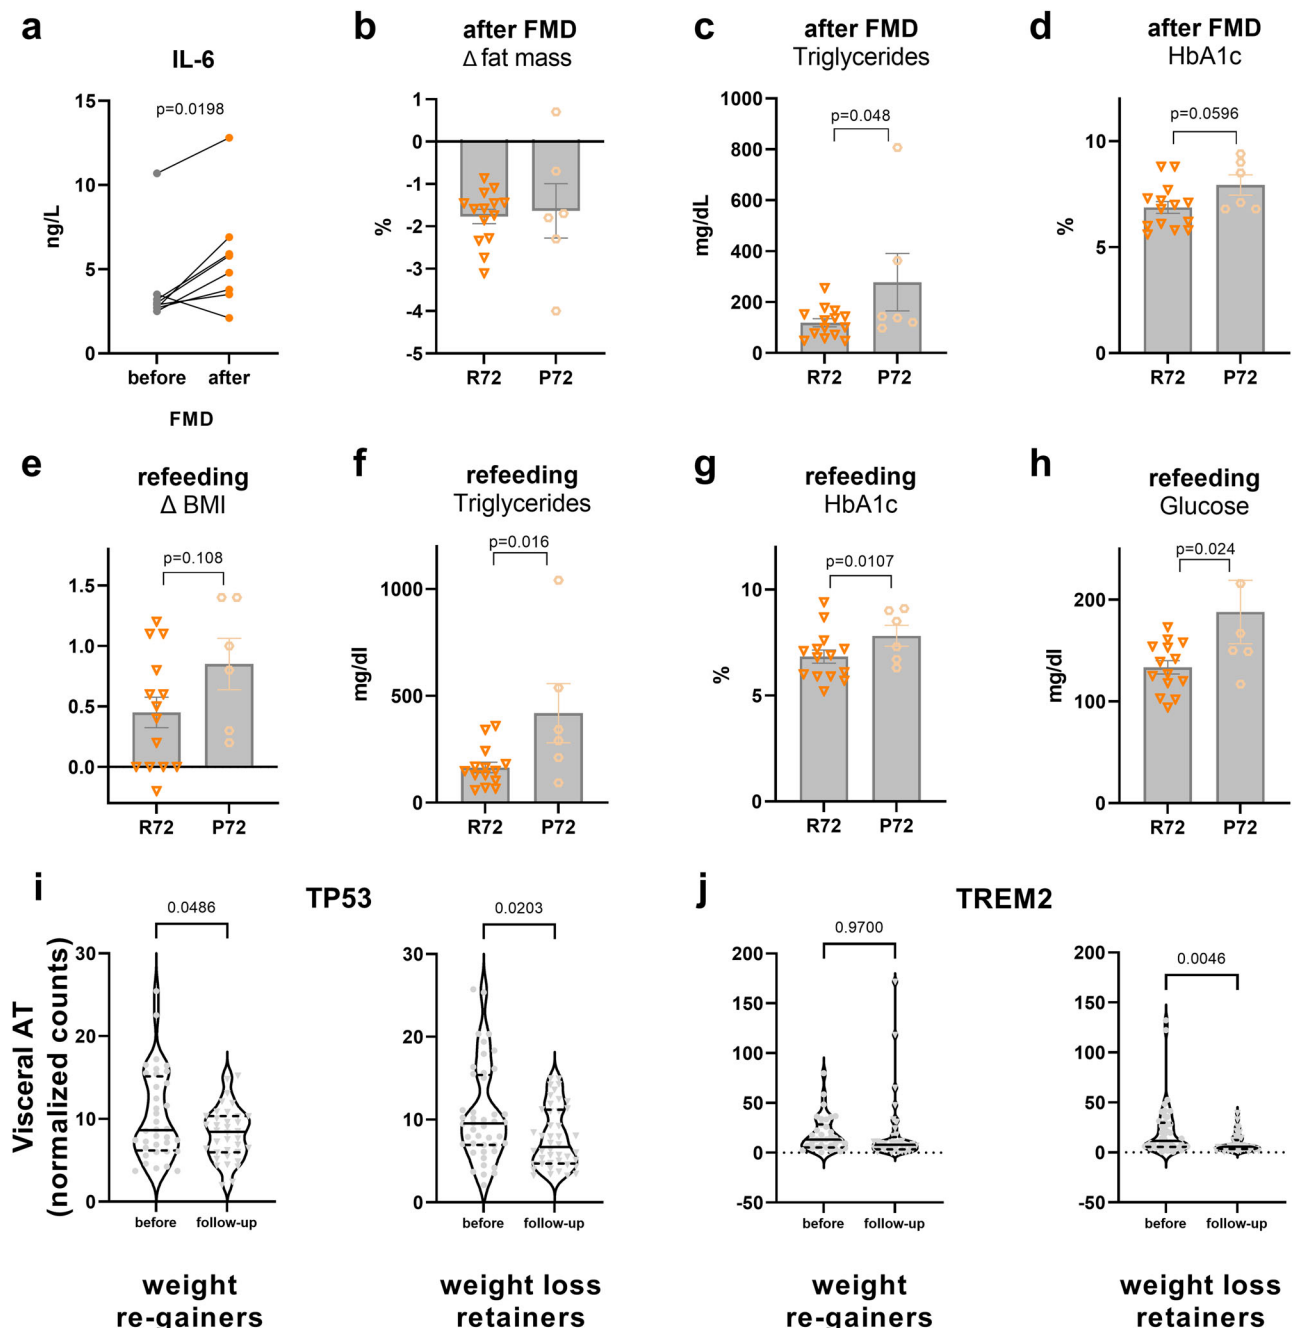 a
IL-6
p=0.0198
ng/L
15
10
5
0
before after
FMD
b
after FMD
Δ fat mass
%
1
0
-1
-2
-3
-4
-5
R72 P72
c
after FMD
Triglycerides
p=0.048
mg/dL
1000
800
600
400
200
0
R72 P72
d
after FMD
HbA1c
p=0.0596
%
10
5
0
R72 P72
e
refeeding
Δ BMI
p=0.108
1.5
1.0
0.5
0.0
R72 P72
f
refeeding
Triglycerides
p=0.016
mg/dl
1000
500
0
R72 P72
g
refeeding
HbA1c
p=0.0107
%
10
5
0
R72 P72
h
refeeding
Glucose
p=0.024
mg/dl
200
100
0
R72 P72
i
TP53
Visceral AT
(normalized counts)
0.0486
30
20
10
0
before follow-up
weight
re-gainers
0.0203
30
20
10
0
before follow-up
weight loss
retainers
j
TREM2
0.9700
200
150
100
50
0
-50
before follow-up
weight
re-gainers
0.0046
200
150
100
50
0
-50
before follow-up
weight loss
retainers